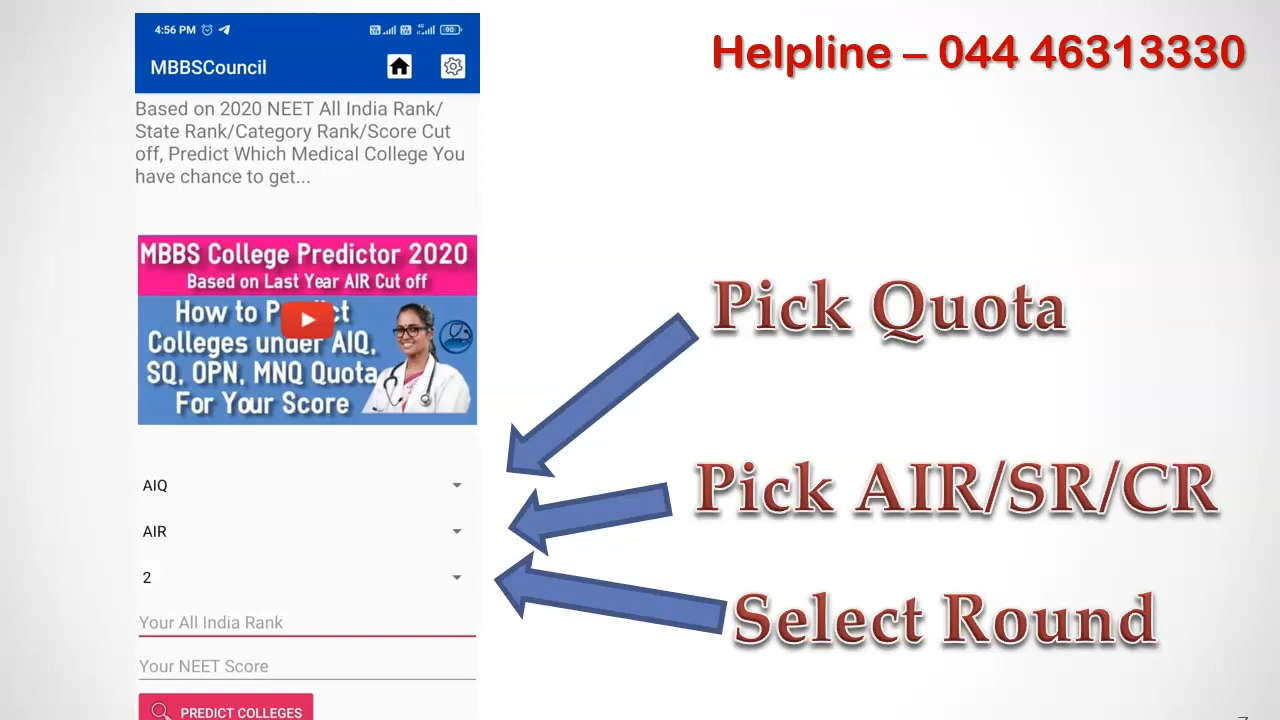 4:56 PM
4G
90
MBBSCouncil
Helpline – 044 46313330
Based on 2020 NEET All India Rank/
State Rank/Category Rank/Score Cut
off, Predict Which Medical College You
have chance to get...
MBBS College Predictor 2020
Based on Last Year AIR Cut off
How to Predict
Colleges under AIQ,
SQ, OPN, MNQ Quota
For Your Score
Pick Quota
AIQ
Pick AIR/SR/CR
AIR
2
Select Round
Your All India Rank
Your NEET Score
PREDICT COLLEGES